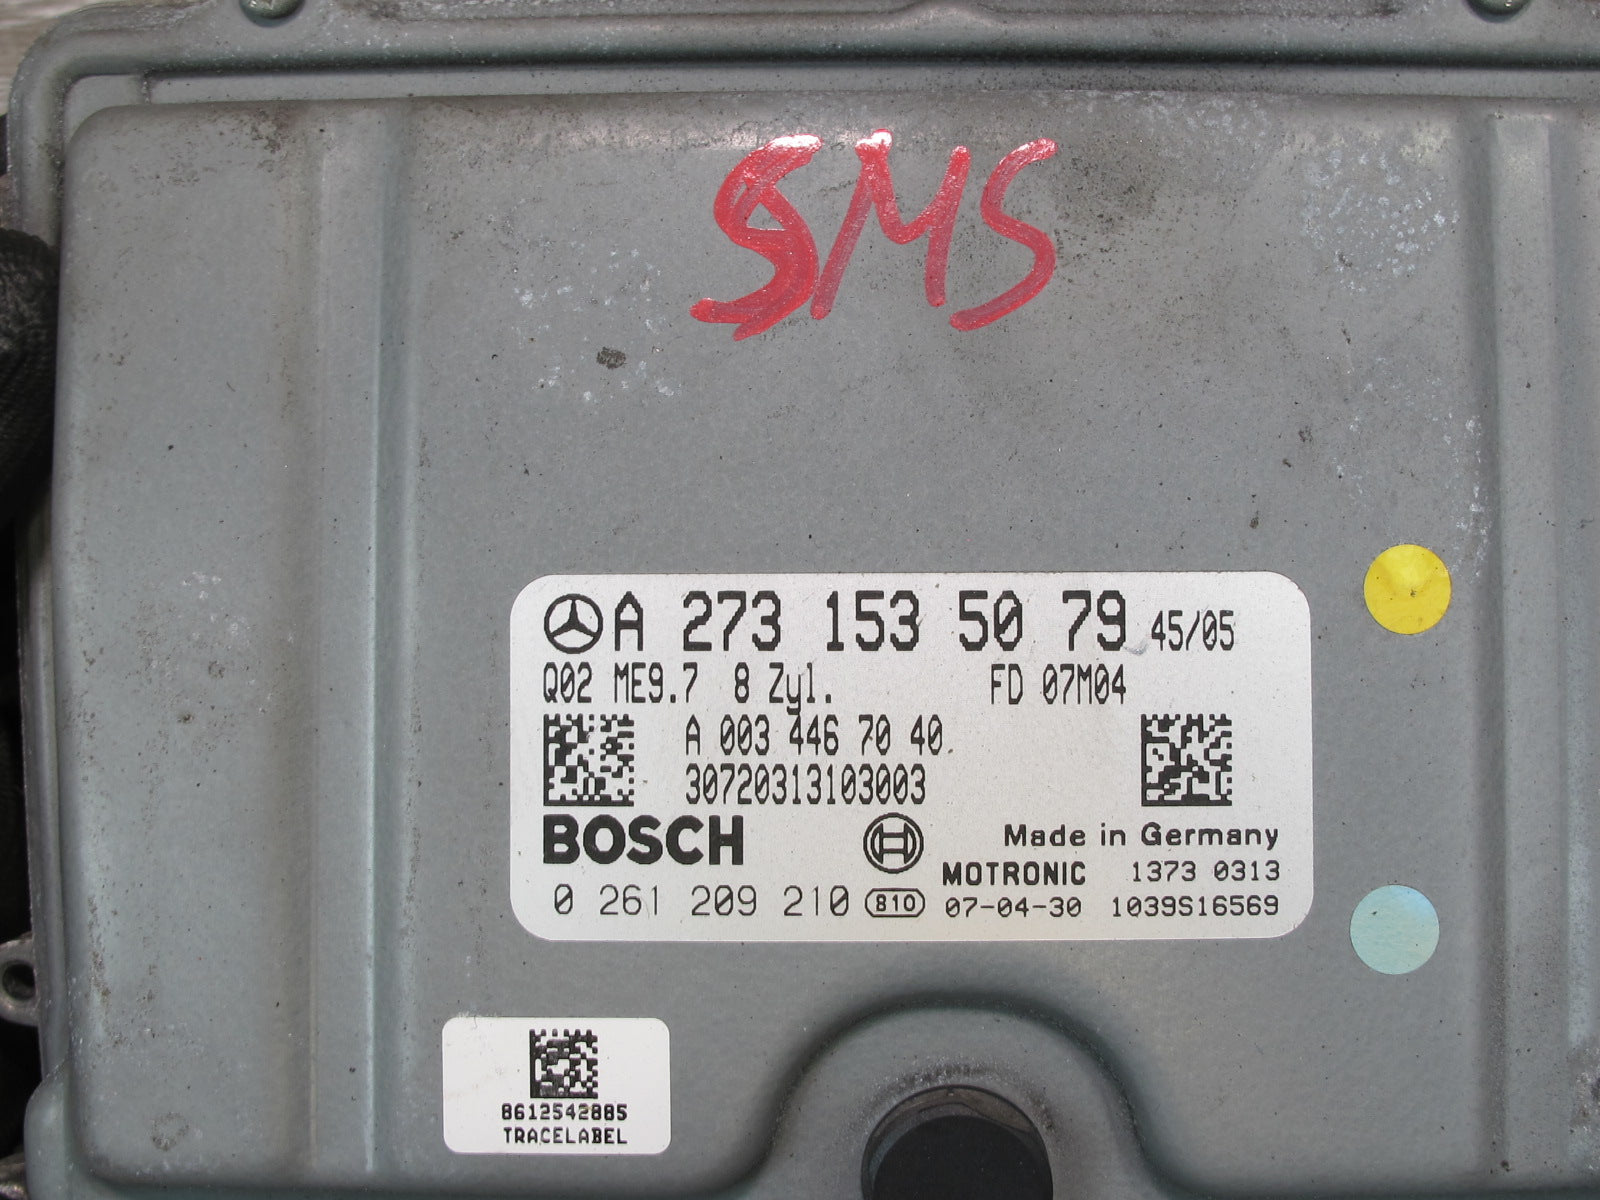 SMS
A 273 153 50 79 45/05
Q02 ME9.7 8 Zyl. FD 07M04
A 003 446 70 40
30720313103003
BOSCH Made in Germany
MOTRONIC 1373 0313
0 261 209 210 810 07-04-30 1039S16569
8612542885
TRACELABEL